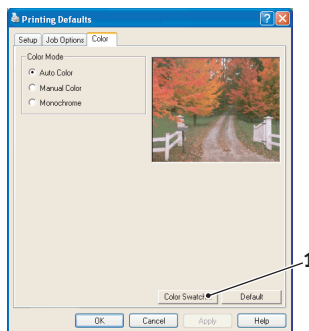 Printing Defaults
Setup Job Options Color
Color Mode
Auto Color
Manual Color
Monochrome
1
Color Swatch... Default
OK Cancel Apply Help